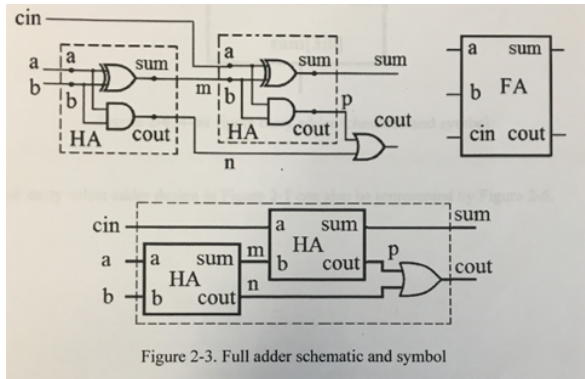 cin
a a sum
b b
HA cout
m
n
a sum sum
b
HA cout
p
cout
a sum
b FA
cin cout
cin
a
b
a sum
HA
b cout
m
n
a sum
HA
b cout
p
sum
cout
Figure 2-3. Full adder schematic and symbol